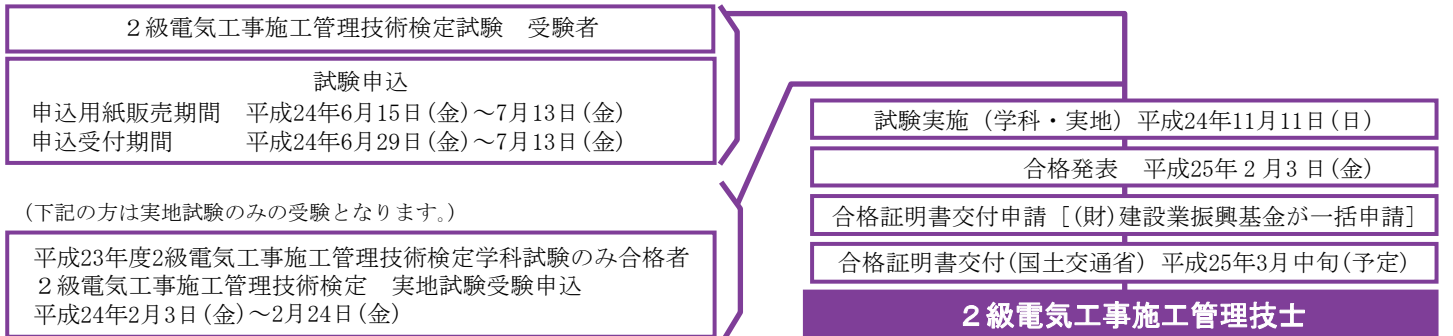 ２級電気工事施工管理技術検定試験　受験者
試験申込
申込用紙販売期間　平成24年6月15日(金)～7月13日(金)
申込受付期間　　　平成24年6月29日(金)～7月13日(金)
(下記の方は実地試験のみの受験となります。)
平成23年度2級電気工事施工管理技術検定学科試験のみ合格者
２級電気工事施工管理技術検定　実地試験受験申込
平成24年2月3日(金)～2月24日(金)
試験実施（学科・実地）平成24年11月11日(日)
合格発表　平成25年２月3 日(金)
合格証明書交付申請［(財)建設業振興基金が一括申請］
合格証明書交付(国土交通省) 平成25年3月中旬(予定)
２級電気工事施工管理技士